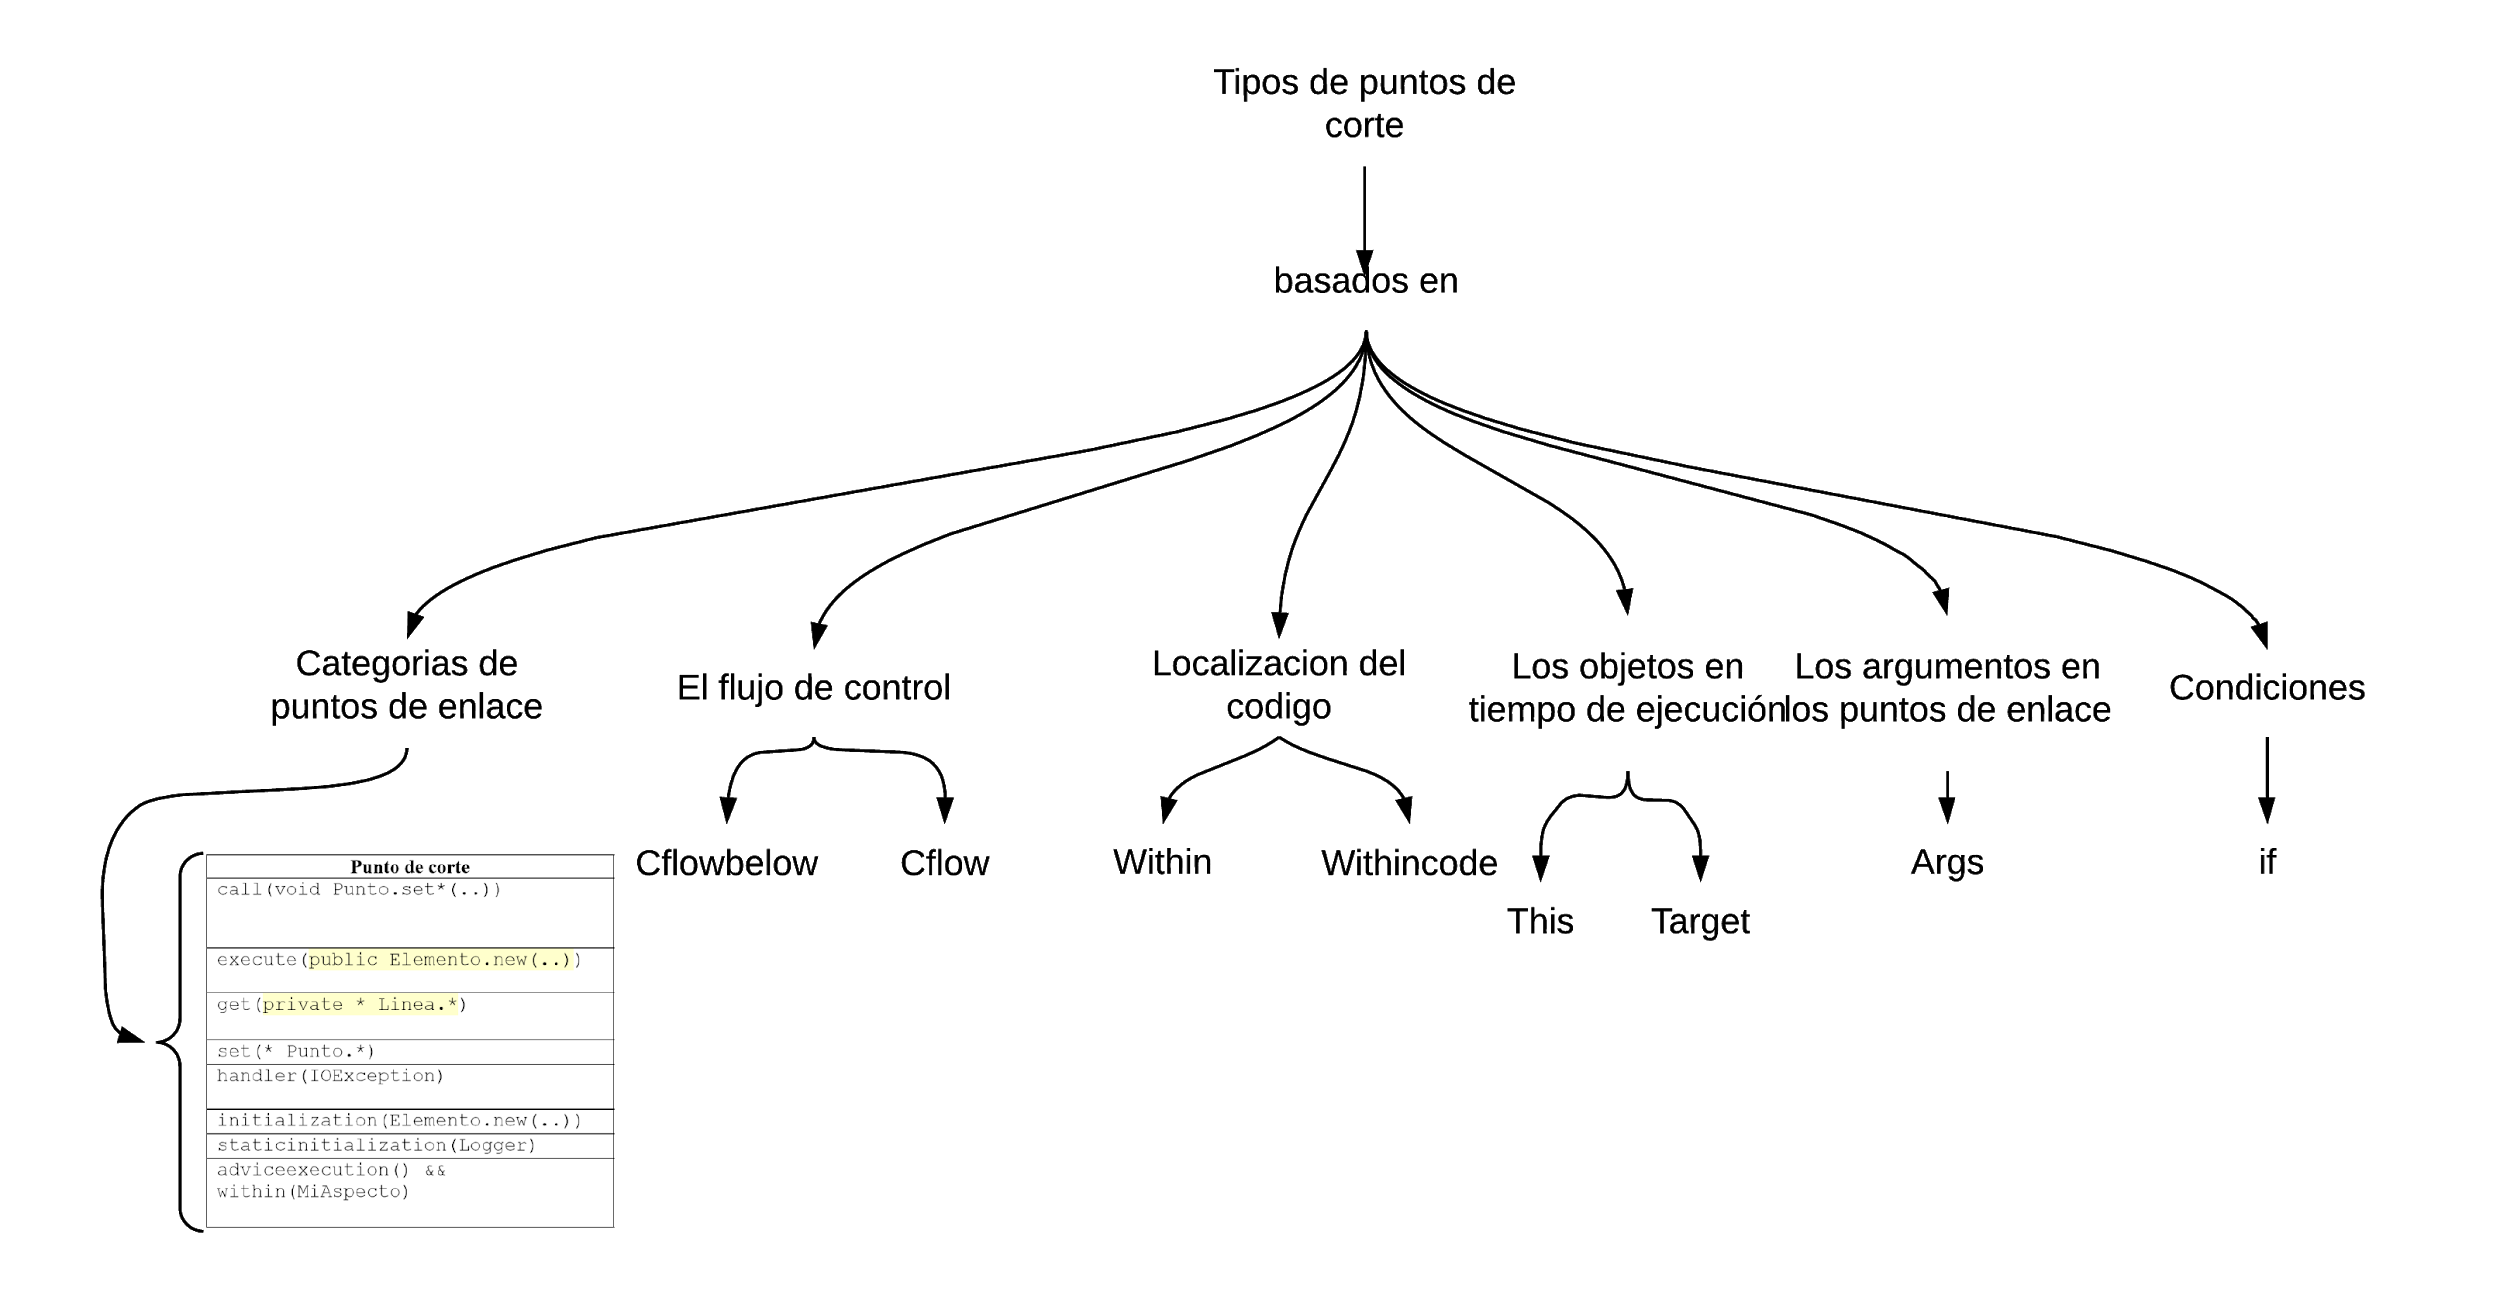 Tipos de puntos de
corte
basados en
Categorias de
puntos de enlace
El flujo de control
Localizacion del
codigo
Los objetos en
tiempo de ejecución
Los argumentos en
los puntos de enlace
Condiciones
Cflowbelow
Cflow
Within
Withincode
This
Target
Args
if
Punto de corte
call(void Punto.set*(..))
execute(public Elemento.new(..))
get(private * Linea.*)
set(* Punto.*)
handler(IOException)
initialization(Elemento.new(..))
staticinitialization(Logger)
adviceexecution() &&
within(MiAspecto)